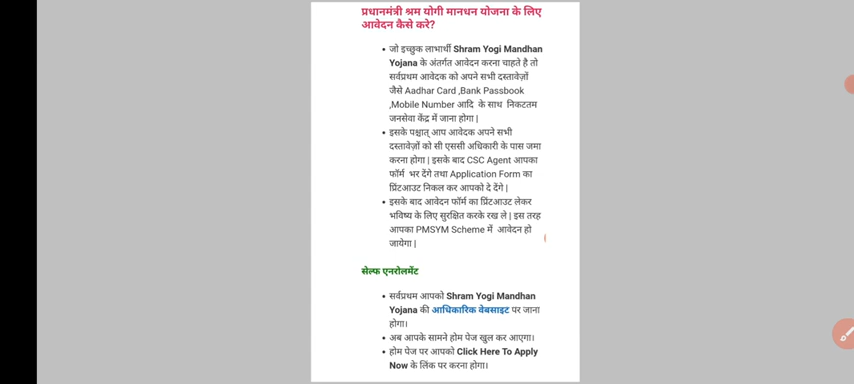 प्रधानमंत्री श्रम योगी मानधन योजना के लिए
आवेदन कैसे करे?
• जो इच्छुक लाभार्थी Shram Yogi Mandhan
Yojana के अंतर्गत आवेदन करना चाहते है तो
सर्वप्रथम आवेदक को अपने सभी दस्तावेज़ों
जैसे Aadhar Card ,Bank Passbook
,Mobile Number आदि के साथ निकटतम
जनसेवा केंद्र में जाना होगा |
• इसके पश्चात् आप आवेदक अपने सभी
दस्तावेज़ों को सी एससी अधिकारी के पास जमा
करना होगा | इसके बाद CSC Agent आपका
फॉर्म भर देंगे तथा Application Form का
प्रिंटआउट निकल कर आपको दे देंगे |
• इसके बाद आवेदन फॉर्म का प्रिंटआउट लेकर
भविष्य के लिए सुरक्षित करके रख ले | इस तरह
आपका PMSYM Scheme में आवेदन हो
जायेगा |
सेल्फ एनरोलमेंट
• सर्वप्रथम आपको Shram Yogi Mandhan
Yojana की आधिकारिक वेबसाइट पर जाना
होगा।
• अब आपके सामने होम पेज खुल कर आएगा।
• होम पेज पर आपको Click Here To Apply
Now के लिंक पर करना होगा।